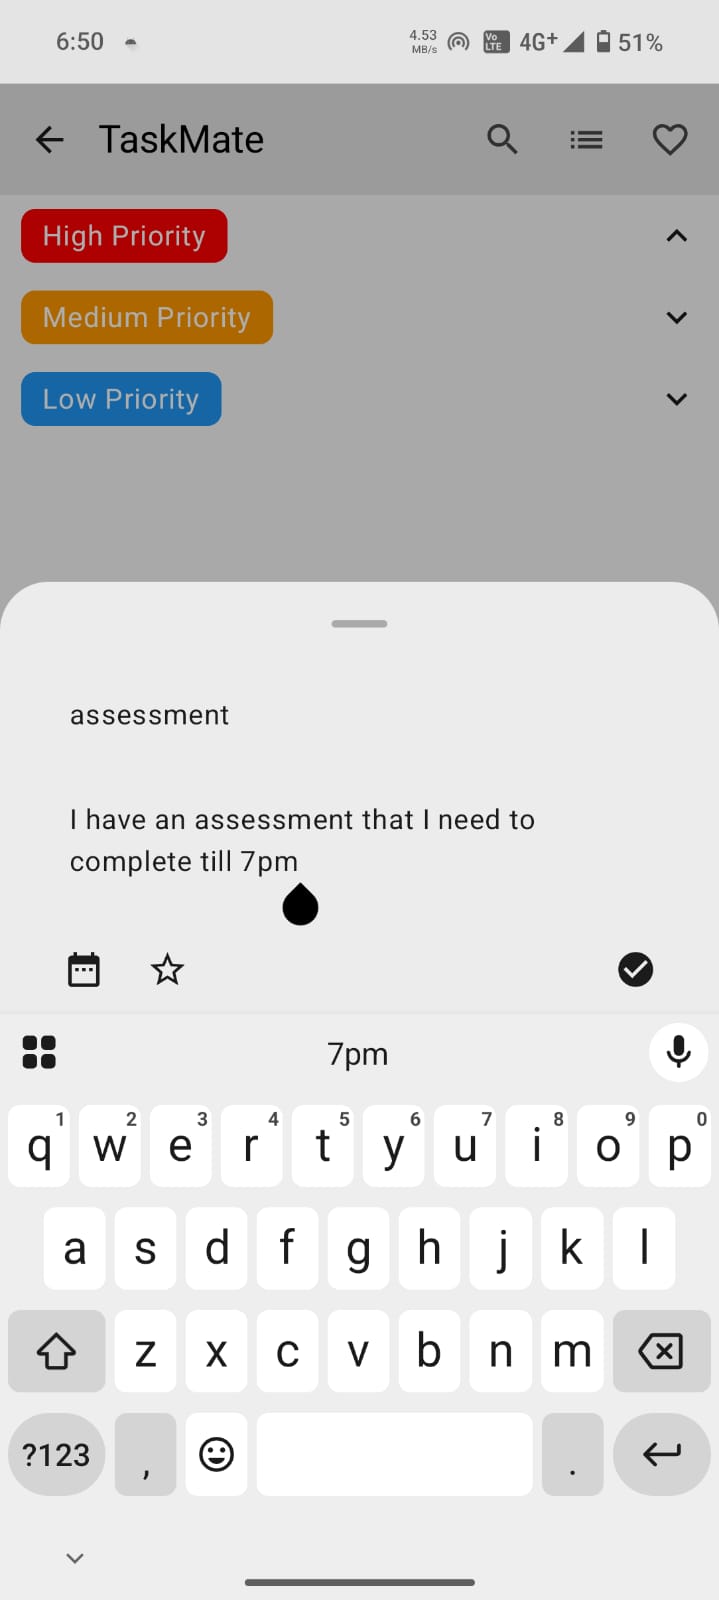 6:50 4.53 MB/s Vo LTE 4G+ 51%
TaskMate
High Priority
Medium Priority
Low Priority
assessment
I have an assessment that I need to
complete till 7pm
7pm
1 2 3 4 5 6 7 8 9 0
q w e r t y u i o p
a s d f g h j k l
z x c v b n m
?123 , .